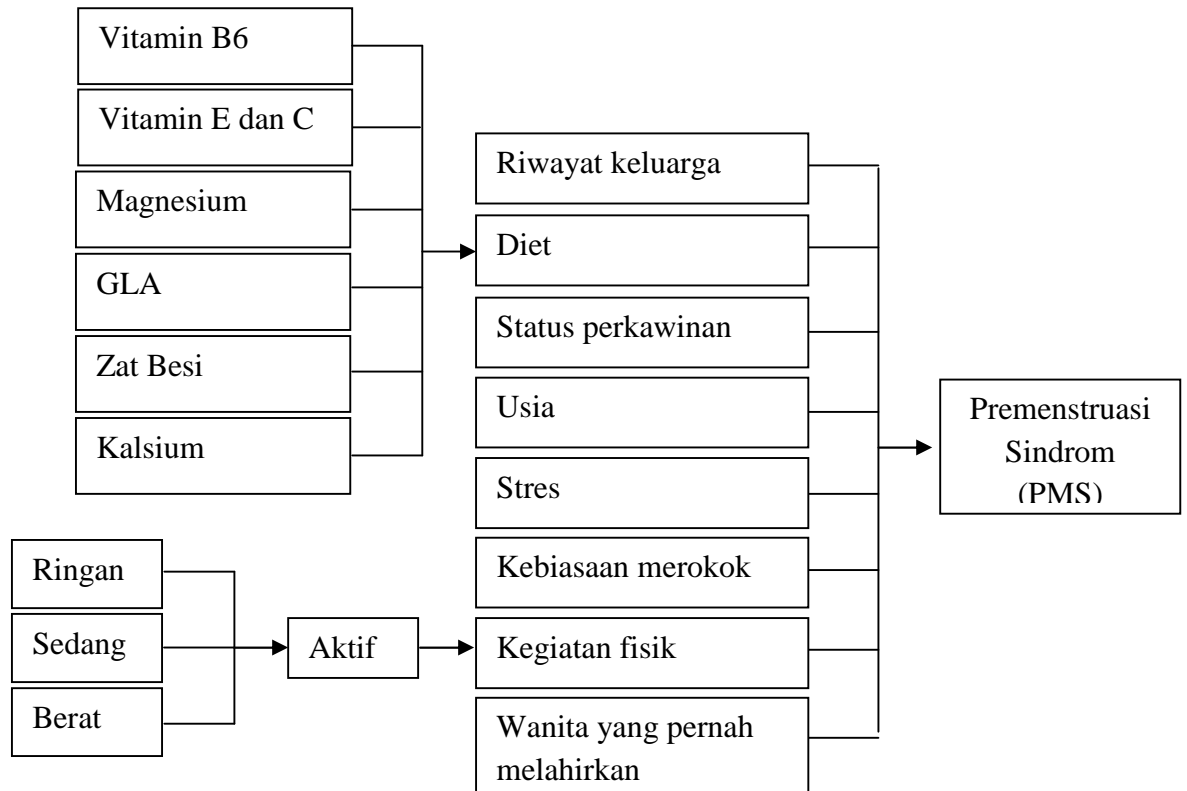 Vitamin B6
Vitamin E dan C
Magnesium
GLA
Zat Besi
Kalsium
Ringan
Sedang
Berat
Aktif
Riwayat keluarga
Diet
Status perkawinan
Usia
Stres
Kebiasaan merokok
Kegiatan fisik
Wanita yang pernah
melahirkan
Premenstruasi
Sindrom
(PMS)